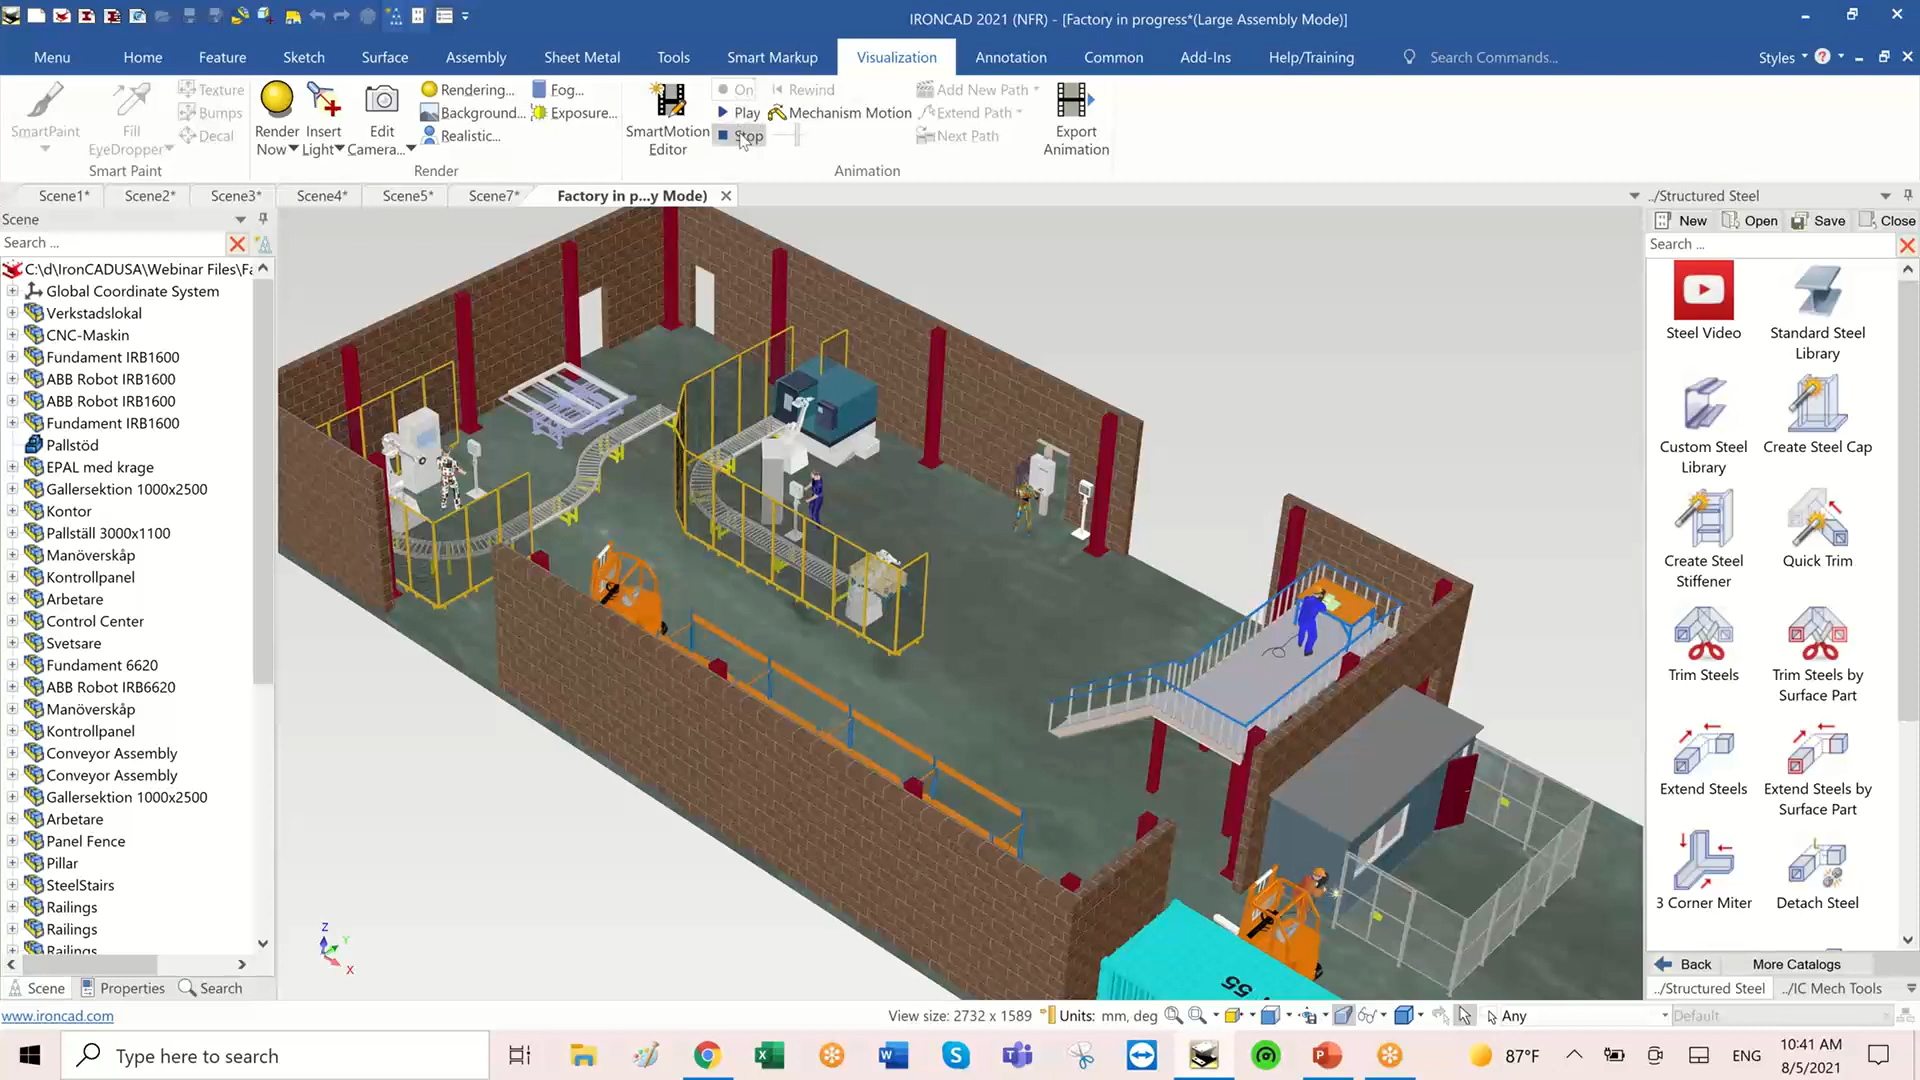 IRONCAD 2021 (NFR) - [Factory in progress*(Large Assembly Mode)]
Menu Home Feature Sketch Surface Assembly Sheet Metal Tools Smart Markup Visualization Annotation Common Add-Ins Help/Training Search Commands... Styles
SmartPaint
Fill EyeDropper
Texture
Bumps
Decal
Smart Paint
Render Now
Insert Light
Edit Camera...
Rendering...
Background...
Realistic...
Fog...
Exposure...
Render
SmartMotion Editor
On
Play
Stop
Rewind
Mechanism Motion
Add New Path
Extend Path
Next Path
Export Animation
Animation
Scene1* Scene2* Scene3* Scene4* Scene5* Scene7* Factory in p...y Mode)
Scene
Search ...
C:\d\IronCADUSA\Webinar Files\Fa
Global Coordinate System
Verkstadslokal
CNC-Maskin
Fundament IRB1600
ABB Robot IRB1600
ABB Robot IRB1600
Fundament IRB1600
Pallstöd
EPAL med krage
Gallersektion 1000x2500
Kontor
Pallställ 3000x1100
Manöverskåp
Kontrollpanel
Arbetare
Control Center
Svetsare
Fundament 6620
ABB Robot IRB6620
Manöverskåp
Kontrollpanel
Conveyor Assembly
Conveyor Assembly
Gallersektion 1000x2500
Arbetare
Panel Fence
Pillar
SteelStairs
Railings
Railings
Railings
Scene Properties Search
Z
Y
X
55
../Structured Steel
New Open Save Close
Search ...
Steel Video
Standard Steel Library
Custom Steel Library
Create Steel Cap
Create Steel Stiffener
Quick Trim
Trim Steels
Trim Steels by Surface Part
Extend Steels
Extend Steels by Surface Part
3 Corner Miter
Detach Steel
Back More Catalogs
../Structured Steel ../IC Mech Tools
www.ironcad.com
View size: 2732 x 1589 Units: mm, deg Any Default
Type here to search
87°F ENG
10:41 AM
8/5/2021